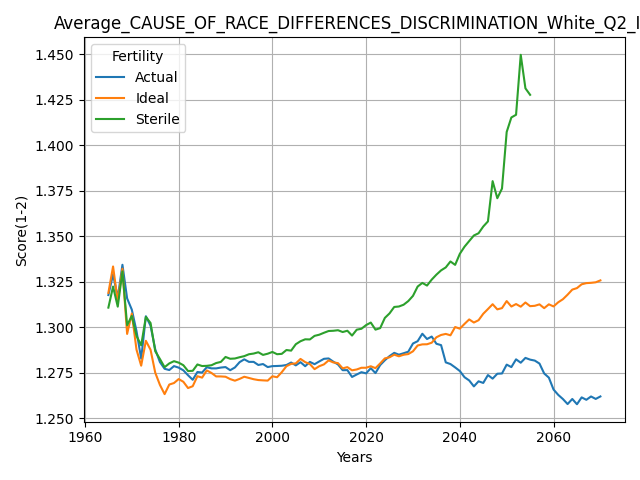 Average_CAUSE_OF_RACE_DIFFERENCES_DISCRIMINATION_White_Q2_I
Fertility
Actual
Ideal
Sterile
Score(1-2)
1.450
1.425
1.400
1.375
1.350
1.325
1.300
1.275
1.250
1960 1980 2000 2020 2040 2060
Years